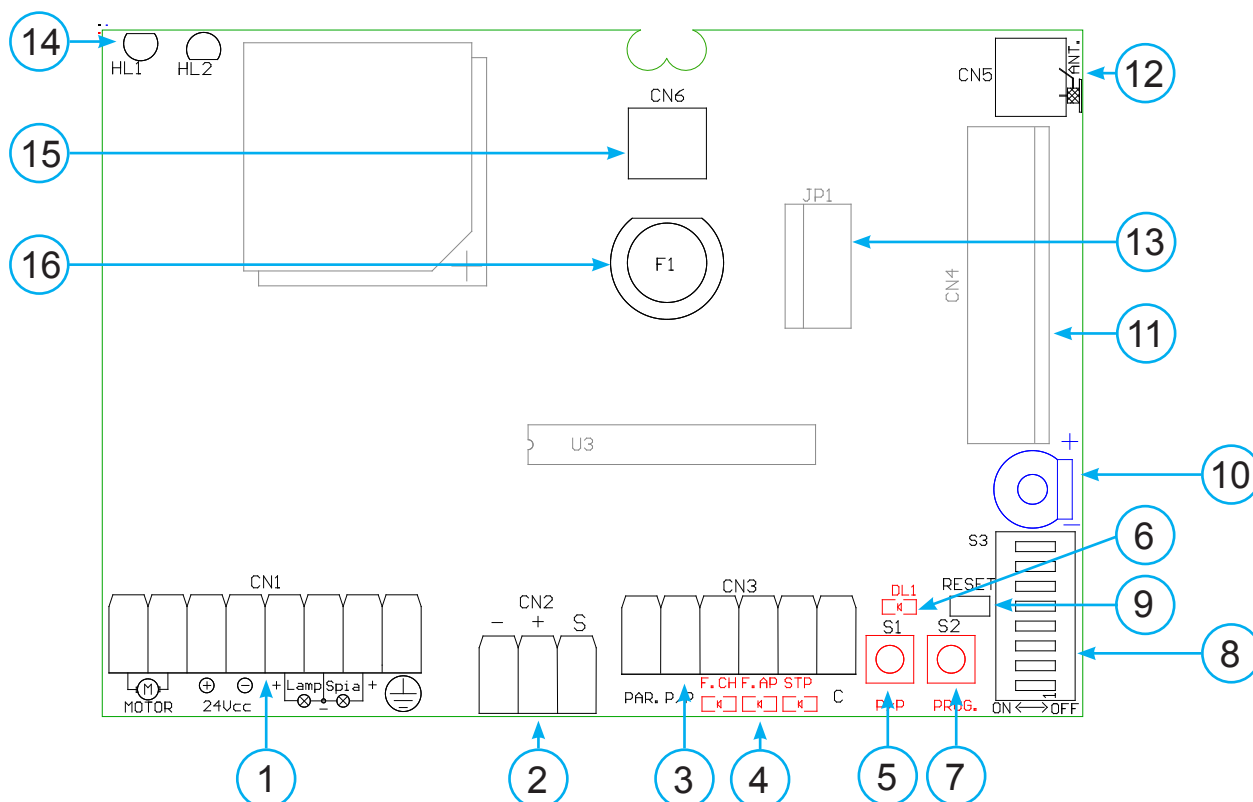 14
HL1
HL2
CN6
CN5
ANT.
12
15
JP1
13
16
F1
CN4
11
U3
+
10
−
6
S3
CN1
CN2
CN3
DL1
RESET
9
− + S
S1
S2
8
MOTOR
M
+ −
24Vcc
+ Lamp Spia +
−
PAR. P/P
F.CH F.AP STP
C
P/P
PROG.
1
ON OFF
1
2
3
4
5
7